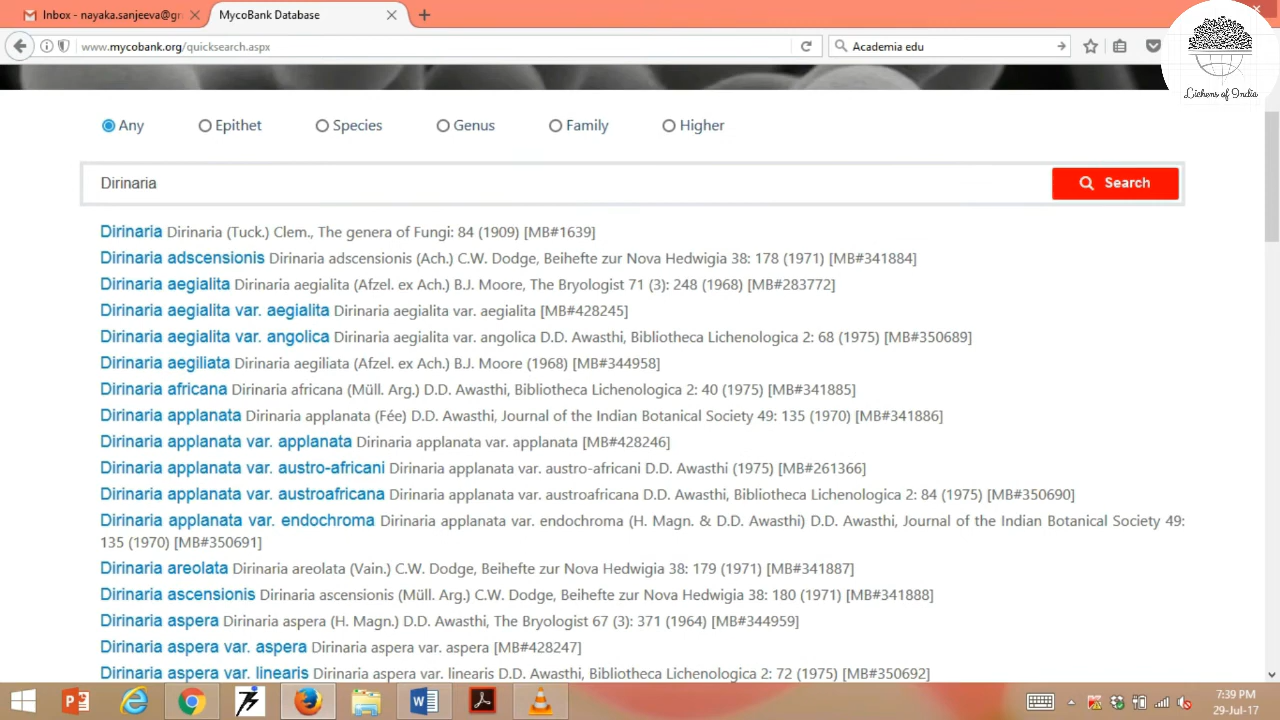 Inbox - nayaka.sanjeeva@gr
MycoBank Database
www.mycobank.org/quicksearch.aspx
Academia edu
Lichens of India
Any Epithet Species Genus Family Higher
Dirinaria
Search
Dirinaria Dirinaria (Tuck.) Clem., The genera of Fungi: 84 (1909) [MB#1639]
Dirinaria adscensionis Dirinaria adscensionis (Ach.) C.W. Dodge, Beihefte zur Nova Hedwigia 38: 178 (1971) [MB#341884]
Dirinaria aegialita Dirinaria aegialita (Afzel. ex Ach.) B.J. Moore, The Bryologist 71 (3): 248 (1968) [MB#283772]
Dirinaria aegialita var. aegialita Dirinaria aegialita var. aegialita [MB#428245]
Dirinaria aegialita var. angolica Dirinaria aegialita var. angolica D.D. Awasthi, Bibliotheca Lichenologica 2: 68 (1975) [MB#350689]
Dirinaria aegiliata Dirinaria aegiliata (Afzel. ex Ach.) B.J. Moore (1968) [MB#344958]
Dirinaria africana Dirinaria africana (Müll. Arg.) D.D. Awasthi, Bibliotheca Lichenologica 2: 40 (1975) [MB#341885]
Dirinaria applanata Dirinaria applanata (Fée) D.D. Awasthi, Journal of the Indian Botanical Society 49: 135 (1970) [MB#341886]
Dirinaria applanata var. applanata Dirinaria applanata var. applanata [MB#428246]
Dirinaria applanata var. austro-africani Dirinaria applanata var. austro-africani D.D. Awasthi (1975) [MB#261366]
Dirinaria applanata var. austroafricana Dirinaria applanata var. austroafricana D.D. Awasthi, Bibliotheca Lichenologica 2: 84 (1975) [MB#350690]
Dirinaria applanata var. endochroma Dirinaria applanata var. endochroma (H. Magn. & D.D. Awasthi) D.D. Awasthi, Journal of the Indian Botanical Society 49:
135 (1970) [MB#350691]
Dirinaria areolata Dirinaria areolata (Vain.) C.W. Dodge, Beihefte zur Nova Hedwigia 38: 179 (1971) [MB#341887]
Dirinaria ascensionis Dirinaria ascensionis (Müll. Arg.) C.W. Dodge, Beihefte zur Nova Hedwigia 38: 180 (1971) [MB#341888]
Dirinaria aspera Dirinaria aspera (H. Magn.) D.D. Awasthi, The Bryologist 67 (3): 371 (1964) [MB#344959]
Dirinaria aspera var. aspera Dirinaria aspera var. aspera [MB#428247]
Dirinaria aspera var. linearis Dirinaria aspera var. linearis D.D. Awasthi, Bibliotheca Lichenologica 2: 72 (1975) [MB#350692]
7:39 PM
29-Jul-17